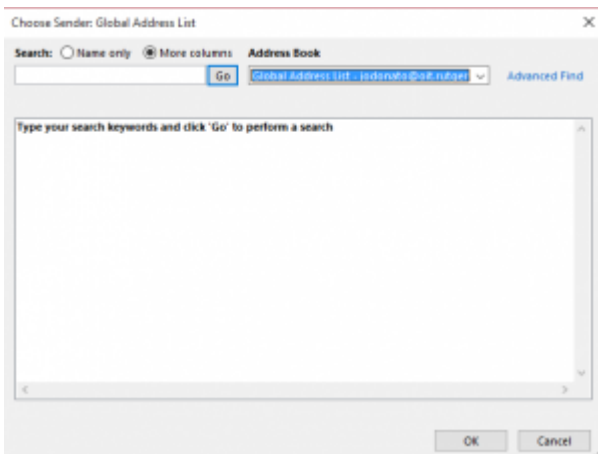 Choose Sender: Global Address List
Search: Name only More columns Address Book
Go Global Address List - jodonato@oit.rutger Advanced Find
Type your search keywords and click 'Go' to perform a search
OK Cancel